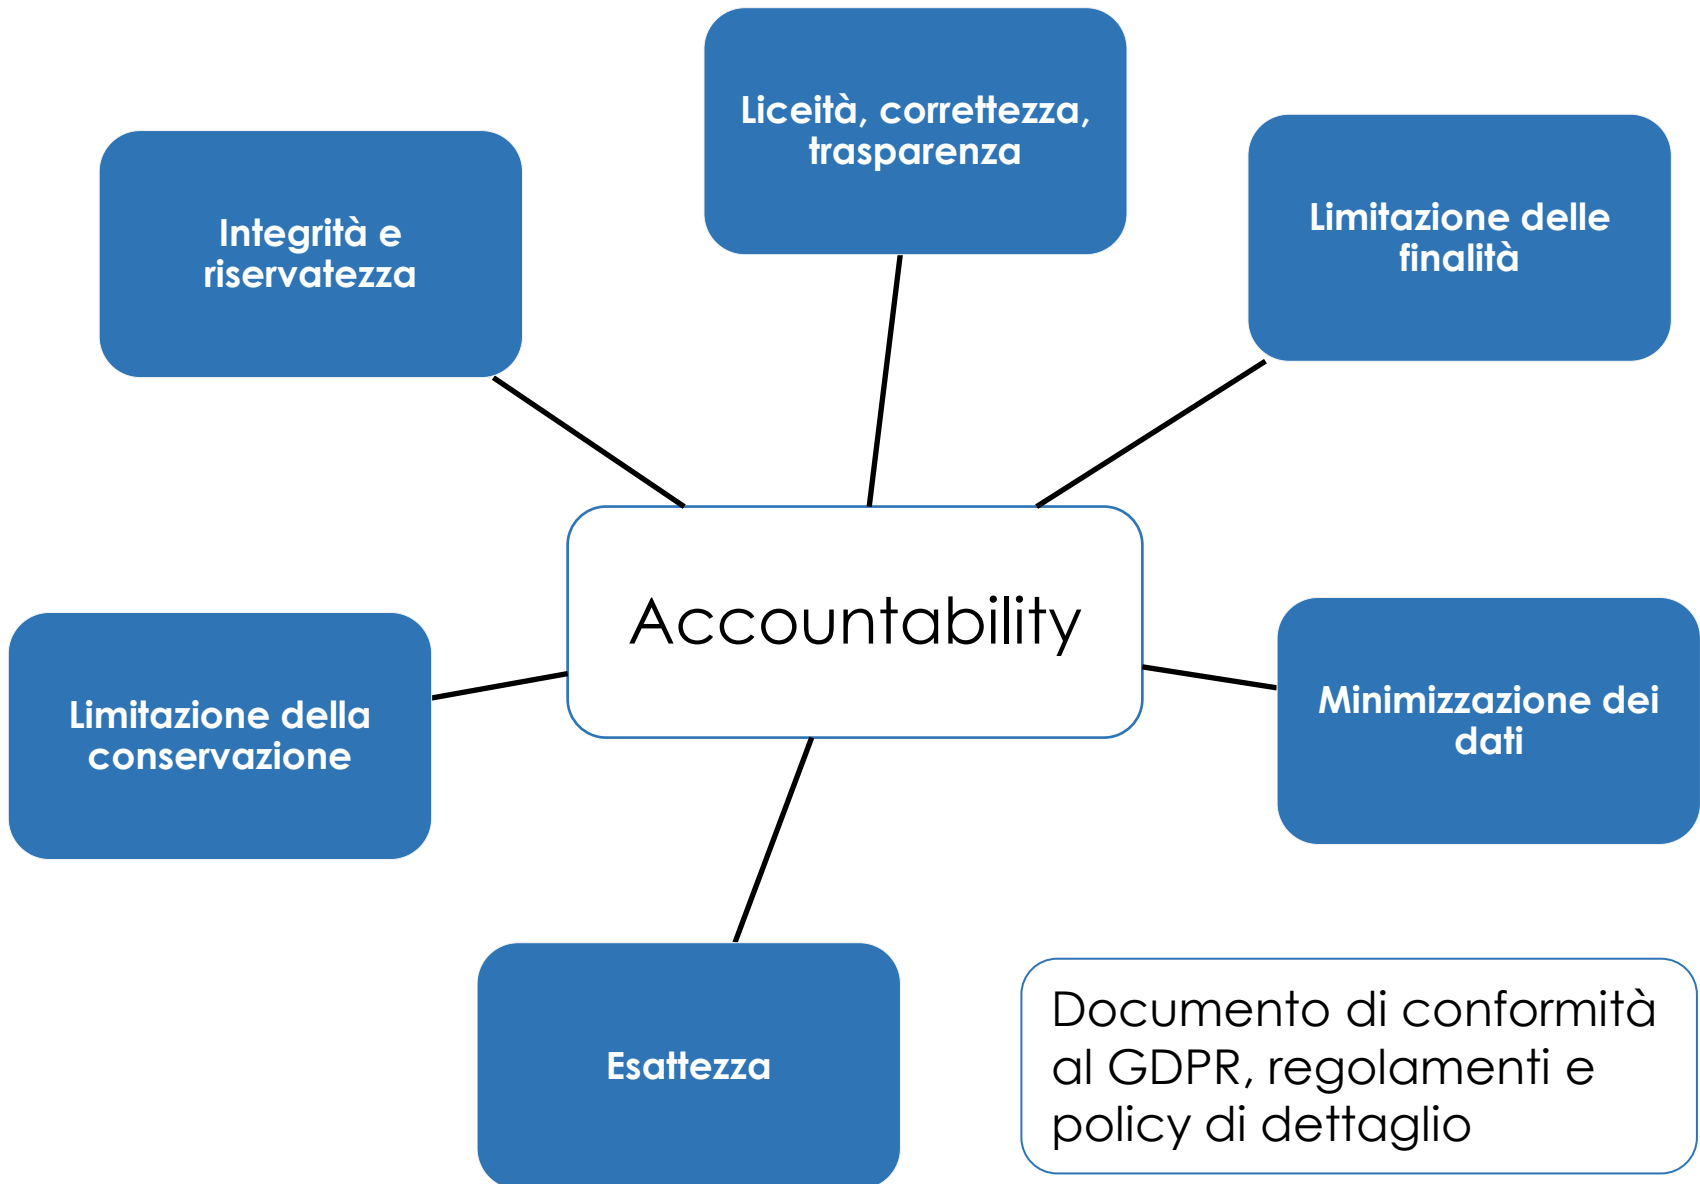 Liceità, correttezza,
trasparenza
Integrità e
riservatezza
Limitazione delle
finalità
Accountability
Limitazione della
conservazione
Minimizzazione dei
dati
Esattezza
Documento di conformità
al GDPR, regolamenti e
policy di dettaglio